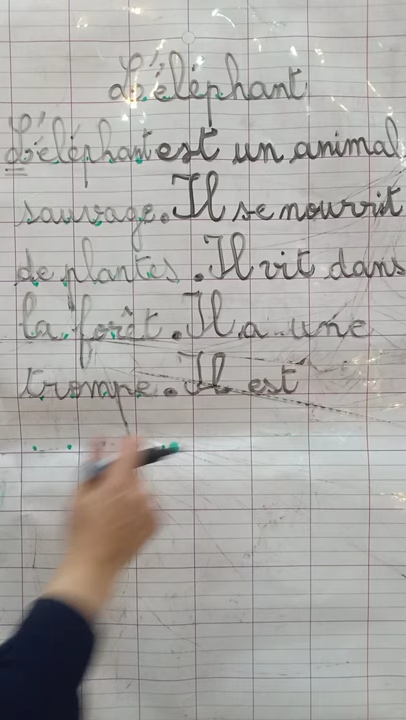 L'éléphant
L'éléphant est un animal
sauvage. Il se nourrit
de plantes. Il vit dans
la forêt. Il a une
trompe. Il est